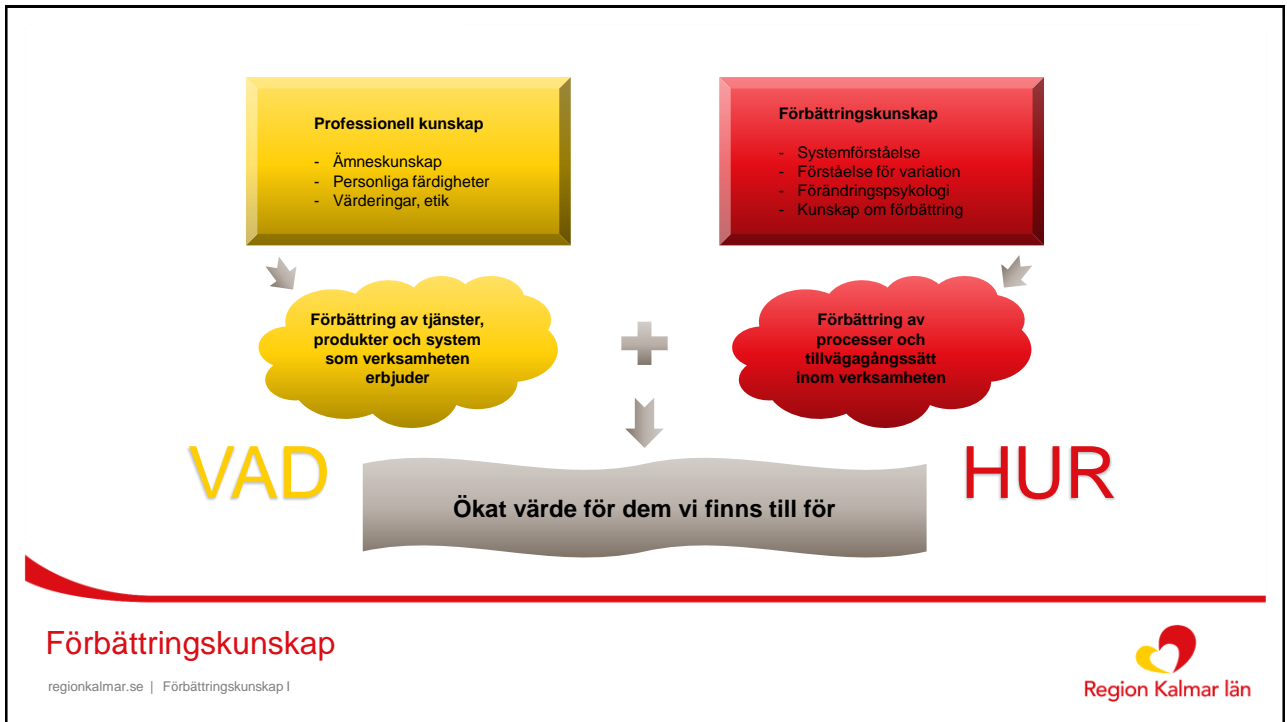 Professionell kunskap
- Ämneskunskap
- Personliga färdigheter
- Värderingar, etik
Förbättringskunskap
- Systemförståelse
- Förståelse för variation
- Förändringspsykologi
- Kunskap om förbättring
Förbättring av tjänster,
produkter och system
som verksamheten
erbjuder
Förbättring av
processer och
tillvägagångssätt
inom verksamheten
VAD
HUR
Ökat värde för dem vi finns till för
Förbättringskunskap
regionkalmar.se | Förbättringskunskap I
Region Kalmar län